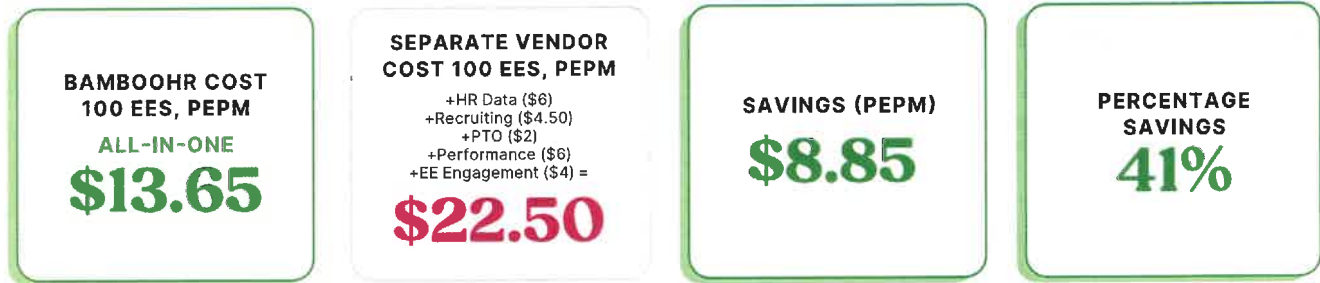 BAMBOOHR COST
100 EES, PEPM
ALL-IN-ONE
$13.65
SEPARATE VENDOR
COST 100 EES, PEPM
+HR Data ($6)
+Recruiting ($4.50)
+PTO ($2)
+Performance ($6)
+EE Engagement ($4) =
$22.50
SAVINGS (PEPM)
$8.85
PERCENTAGE
SAVINGS
41%